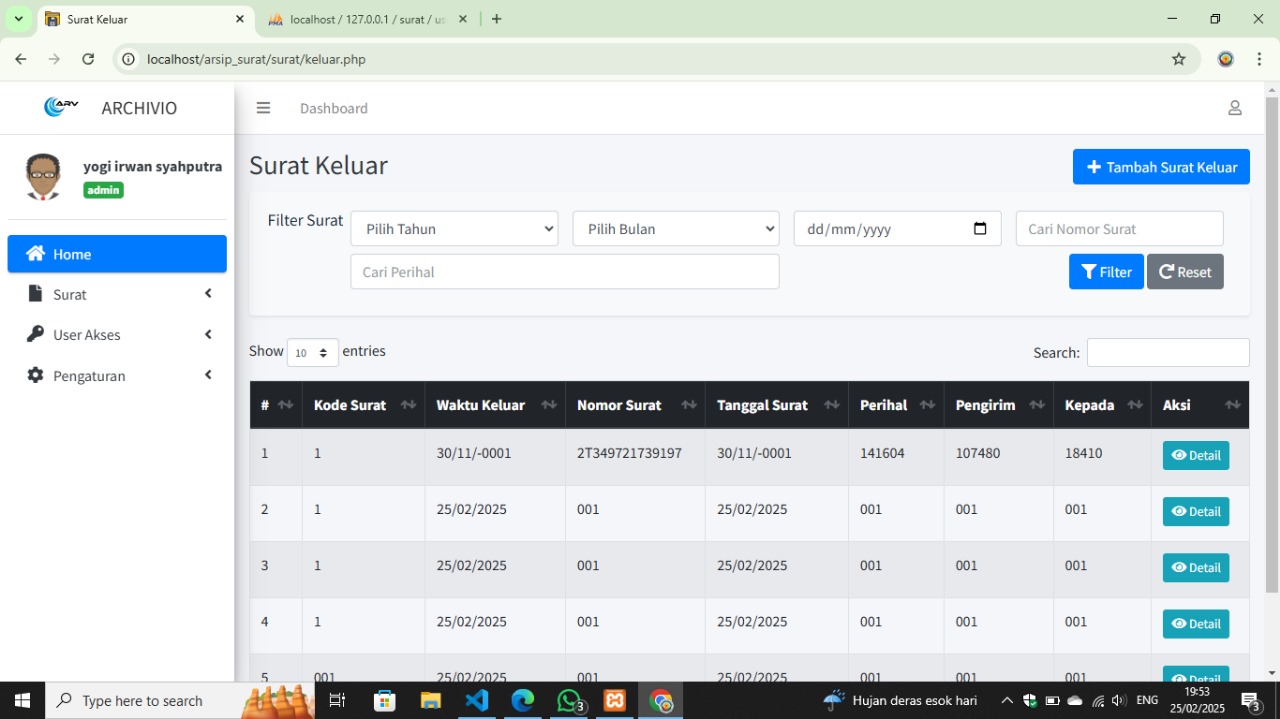 Surat Keluar
localhost / 127.0.0.1 / surat / us
localhost/arsip_surat/surat/keluar.php
ARV ARCHIVIO
Dashboard
yogi irwan syahputra
admin
Home
Surat
User Akses
Pengaturan
Surat Keluar
Tambah Surat Keluar
Filter Surat Pilih Tahun Pilih Bulan dd/mm/yyyy Cari Nomor Surat
Cari Perihal Filter Reset
Show 10 entries Search:
# Kode Surat Waktu Keluar Nomor Surat Tanggal Surat Perihal Pengirim Kepada Aksi
1 1 30/11/-0001 2T349721739197 30/11/-0001 141604 107480 18410 Detail
2 1 25/02/2025 001 25/02/2025 001 001 001 Detail
3 1 25/02/2025 001 25/02/2025 001 001 001 Detail
4 1 25/02/2025 001 25/02/2025 001 001 001 Detail
5 001 25/02/2025 001 25/02/2025 001 001 001 Detail
Type here to search
3
Hujan deras esok hari
ENG
19:53
25/02/2025
3